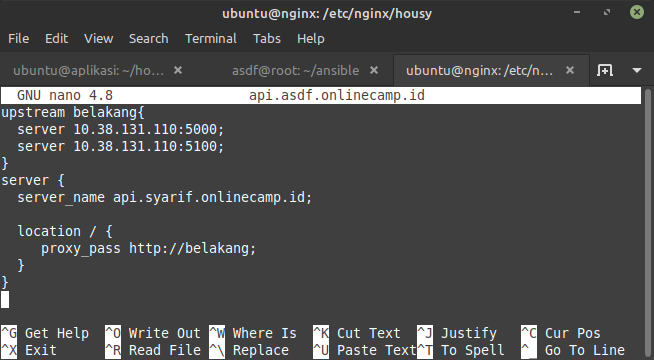 ubuntu@nginx: /etc/nginx/housy
File Edit View Search Terminal Tabs Help
ubuntu@aplikasi: ~/ho... × asdf@root: ~/ansible × ubuntu@nginx: /etc/n... ×
GNU nano 4.8 api.asdf.onlinecamp.id
upstream belakang{
server 10.38.131.110:5000;
server 10.38.131.110:5100;
}
server {
server_name api.syarif.onlinecamp.id;
location / {
proxy_pass http://belakang;
}
}
^G Get Help ^O Write Out ^W Where Is ^K Cut Text ^J Justify ^C Cur Pos
^X Exit ^R Read File ^\ Replace ^U Paste Text ^T To Spell ^_ Go To Line